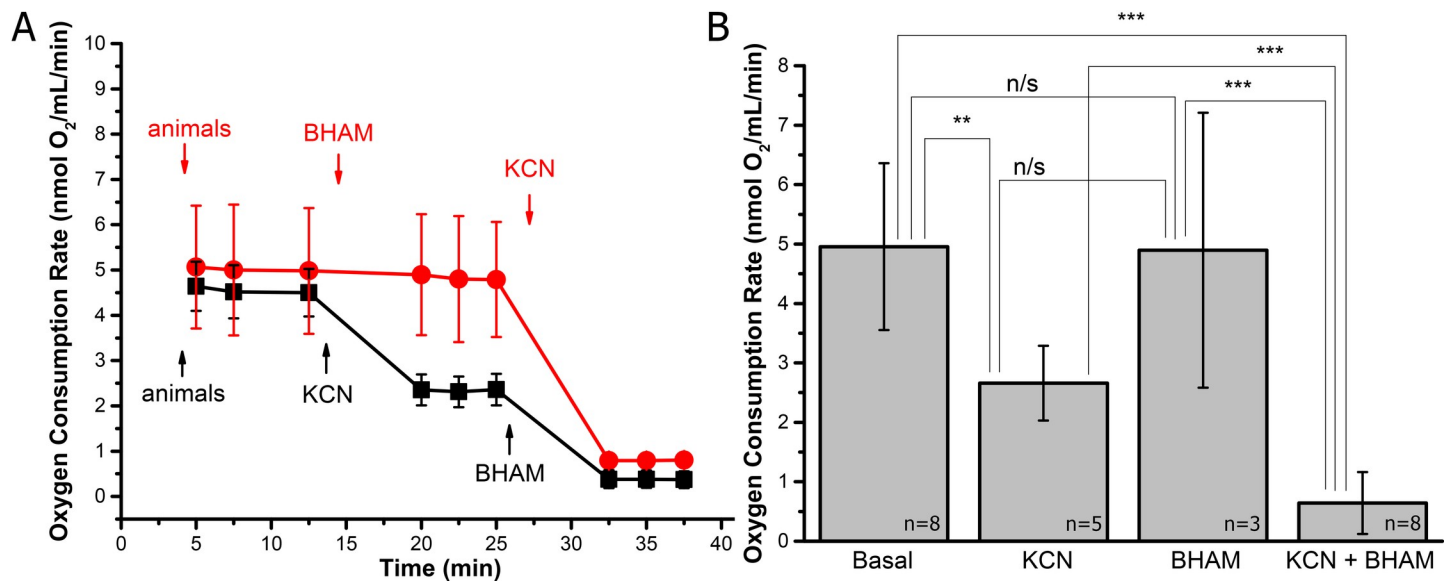 A
Oxygen Consumption Rate (nmol O₂/mL/min)
10
9
8
7
6
5
4
3
2
1
0
animals
BHAM
KCN
animals
KCN
BHAM
0 5 10 15 20 25 30 35 40
Time (min)
B
Oxygen Consumption Rate (nmol O₂/mL/min)
8
7
6
5
4
3
2
1
0
***
***
n/s
***
**
n/s
n=8 n=5 n=3 n=8
Basal KCN BHAM KCN + BHAM